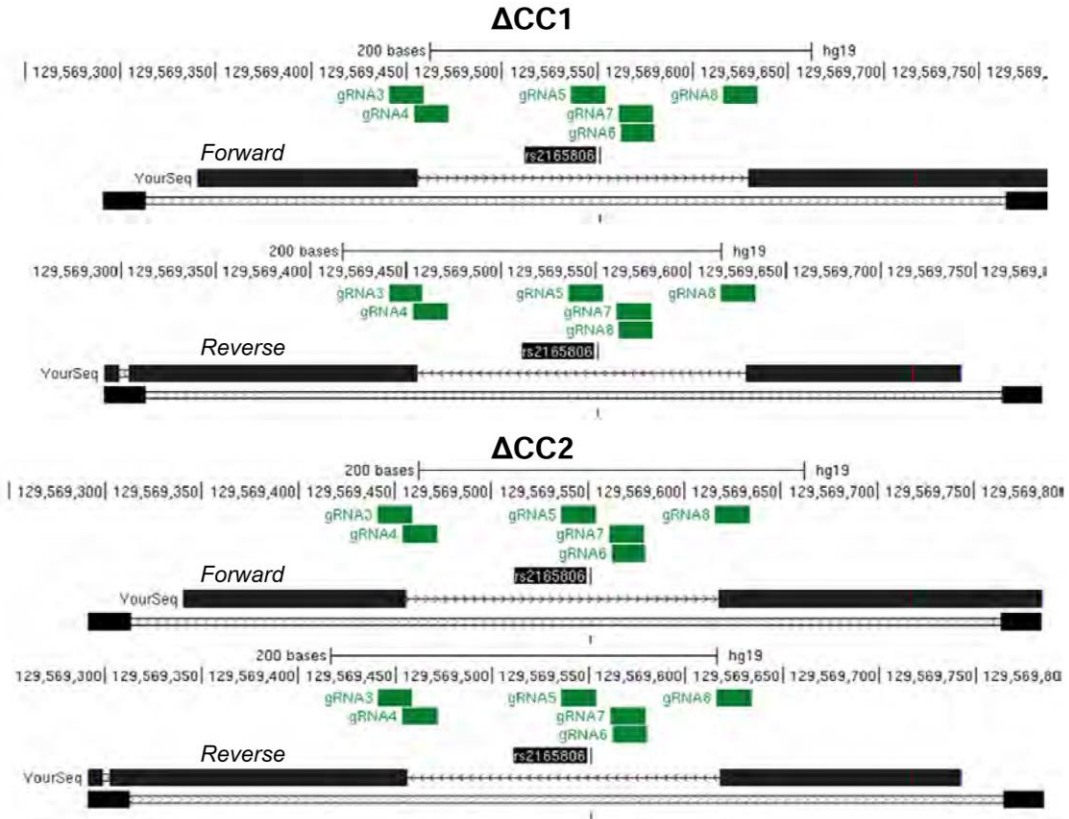 ΔCC1
200 bases hg19
129,569,300| 129,569,350| 129,569,400| 129,569,450| 129,569,500| 129,569,550| 129,569,600| 129,569,650| 129,569,700| 129,569,750| 129,569,
gRNA3 gRNA5 gRNA8
gRNA4 gRNA7
gRNA6
rs2165806
Forward
YourSeq
200 bases hg19
129,569,300| 129,569,350| 129,569,400| 129,569,450| 129,569,500| 129,569,550| 129,569,600| 129,569,650| 129,569,700| 129,569,750| 129,569,
gRNA3 gRNA5 gRNA8
gRNA4 gRNA7
gRNA8
rs2165806
Reverse
YourSeq
ΔCC2
200 bases hg19
129,569,300| 129,569,350| 129,569,400| 129,569,450| 129,569,500| 129,569,550| 129,569,600| 129,569,650| 129,569,700| 129,569,750| 129,569,80
gRNA3 gRNA5 gRNA8
gRNA4 gRNA7
gRNA6
rs2165806
Forward
YourSeq
200 bases hg19
129,569,300| 129,569,350| 129,569,400| 129,569,450| 129,569,500| 129,569,550| 129,569,600| 129,569,650| 129,569,700| 129,569,750| 129,569,80
gRNA3 gRNA5 gRNA8
gRNA4 gRNA7
gRNA6
rs2165806
Reverse
YourSeq